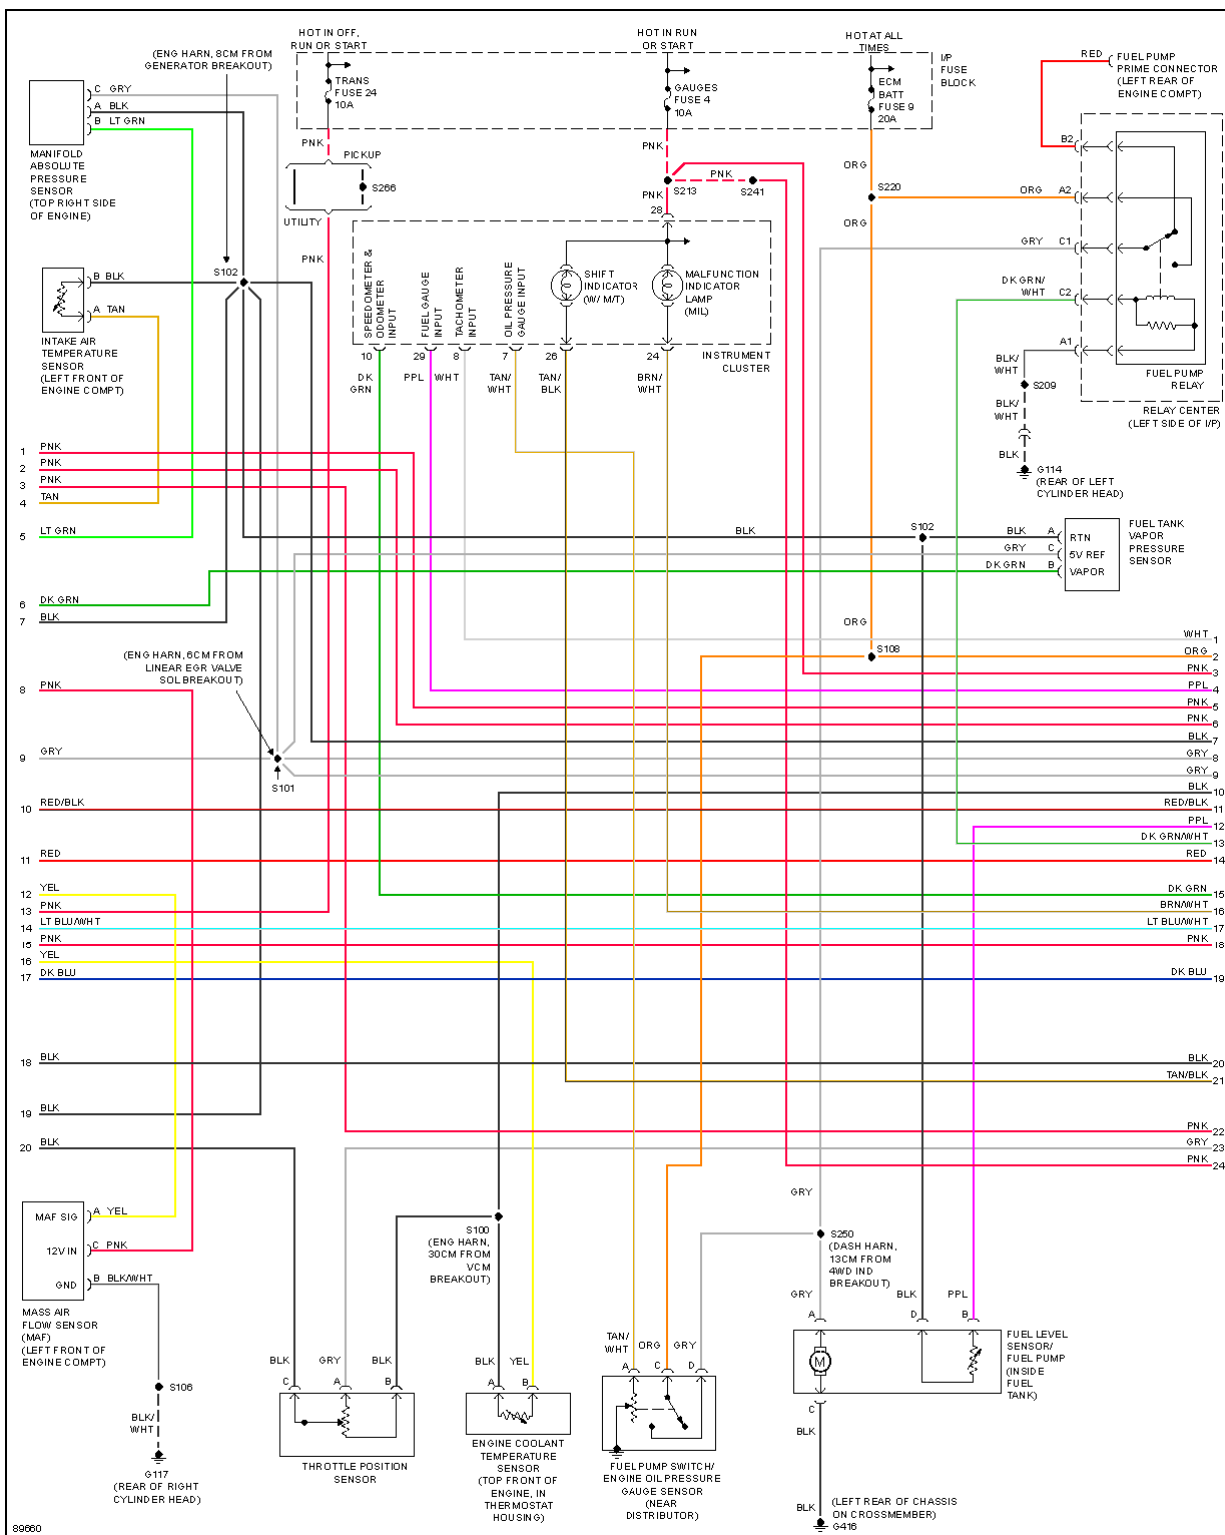 HOT IN OFF,
RUN OR START
HOT IN RUN
OR START
HOT AT ALL
TIMES
I/P
FUSE
BLOCK
TRANS
FUSE 24
10A
GAUGES
FUSE 4
10A
ECM
BATT
FUSE 9
20A
RED
FUEL PUMP
PRIME CONNECTOR
(LEFT REAR OF
ENGINE COMPT)
(ENG HARN, 8CM FROM
GENERATOR BREAKOUT)
C GRY
A BLK
B LT GRN
MANIFOLD
ABSOLUTE
PRESSURE
SENSOR
(TOP RIGHT SIDE
OF ENGINE)
PNK
PICKUP
S266
UTILITY
PNK
PNK
PNK
S213
PNK
S241
PNK
28
ORG
S220
ORG
ORG A2
B2
GRY C1
DK GRN/
WHT C2
A1
BLK/
WHT
S209
BLK/
WHT
BLK
G114
(REAR OF LEFT
CYLINDER HEAD)
FUEL PUMP
RELAY
RELAY CENTER
(LEFT SIDE OF I/P)
S102
B BLK
A TAN
INTAKE AIR
TEMPERATURE
SENSOR
(LEFT FRONT OF
ENGINE COMPT)
SPEEDOMETER &
ODOMETER
INPUT
FUEL GAUGE
INPUT
TACHOMETER
INPUT
OIL PRESSURE
GAUGE INPUT
SHIFT
INDICATOR
(W/ M/T)
MALFUNCTION
INDICATOR
LAMP
(MIL)
INSTRUMENT
CLUSTER
10 29 8 7 26 24
DK
GRN
PPL
WHT
TAN/
WHT
TAN/
BLK
BRN/
WHT
1 PNK
2 PNK
3 PNK
4 TAN
5 LT GRN
6 DK GRN
7 BLK
8 PNK
9 GRY
10 RED/BLK
11 RED
12 YEL
13 PNK
14 LT BLU/WHT
15 PNK
16 YEL
17 DK BLU
18 BLK
19 BLK
20 BLK
BLK
S102
BLK A
GRY C
DK GRN B
RTN
5V REF
VAPOR
FUEL TANK
VAPOR
PRESSURE
SENSOR
ORG
S108
(ENG HARN, 6CM FROM
LINEAR EGR VALVE
SOL BREAKOUT)
S101
WHT 1
ORG 2
PNK 3
PPL 4
PNK 5
PNK 6
BLK 7
GRY 8
GRY 9
BLK 10
RED/BLK 11
PPL 12
DK GRN/WHT 13
RED 14
DK GRN 15
BRN/WHT 16
LT BLU/WHT 17
PNK 18
DK BLU 19
BLK 20
TAN/BLK 21
PNK 22
GRY 23
PNK 24
MAF SIG
12V IN
GND
A YEL
C PNK
B BLK/WHT
MASS AIR
FLOW SENSOR
(MAF)
(LEFT FRONT OF
ENGINE COMPT)
S106
BLK/
WHT
G117
(REAR OF RIGHT
CYLINDER HEAD)
S100
(ENG HARN,
30CM FROM
VCM
BREAKOUT)
BLK
C
GRY
A
BLK
B
THROTTLE POSITION
SENSOR
BLK
A
YEL
B
ENGINE COOLANT
TEMPERATURE
SENSOR
(TOP FRONT OF
ENGINE, IN
THERMOSTAT
HOUSING)
TAN/
WHT
A
ORG
C
GRY
D
FUEL PUMP SWITCH/
ENGINE OIL PRESSURE
GAUGE SENSOR
(NEAR
DISTRIBUTOR)
GRY
S250
(DASH HARN,
13CM FROM
4WD IND
BREAKOUT)
GRY
A
BLK
D
PPL
B
M
FUEL LEVEL
SENSOR/
FUEL PUMP
(INSIDE
FUEL
TANK)
C
BLK
BLK
(LEFT REAR OF CHASSIS
ON CROSSMEMBER)
G416
89660